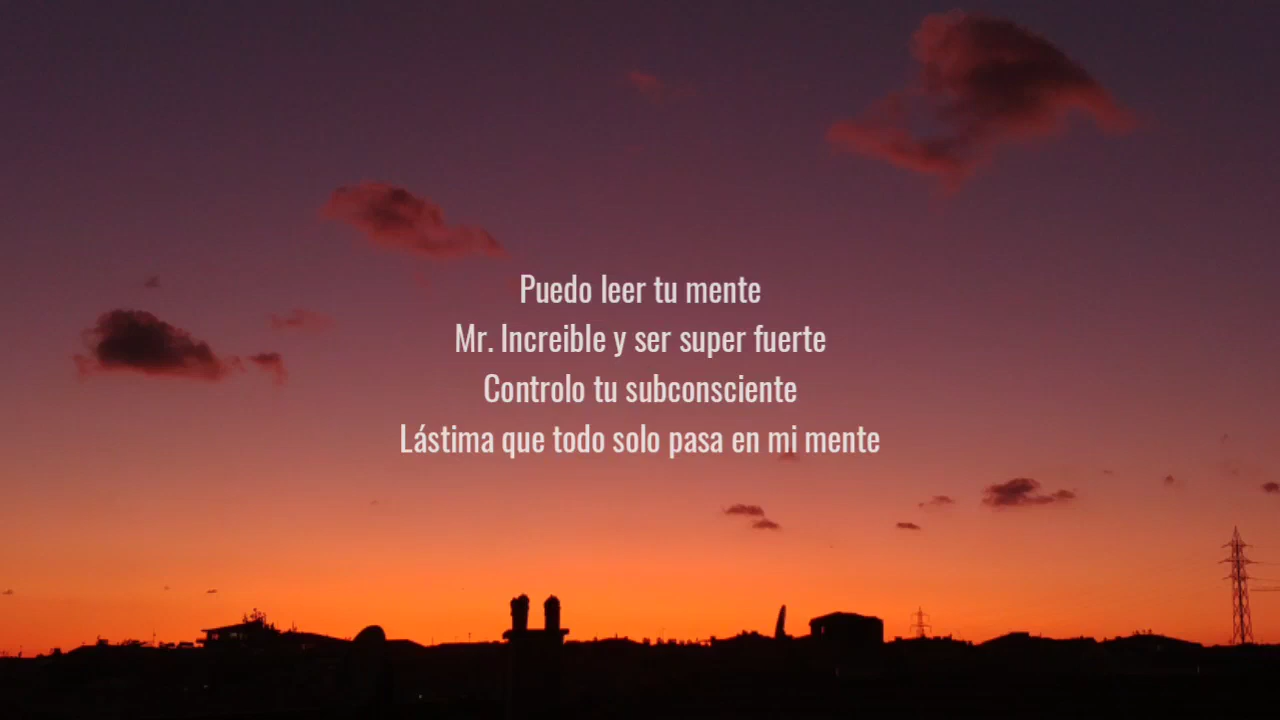 Puedo leer tu mente
Mr. Increible y ser super fuerte
Controlo tu subconsciente
Lástima que todo solo pasa en mi mente